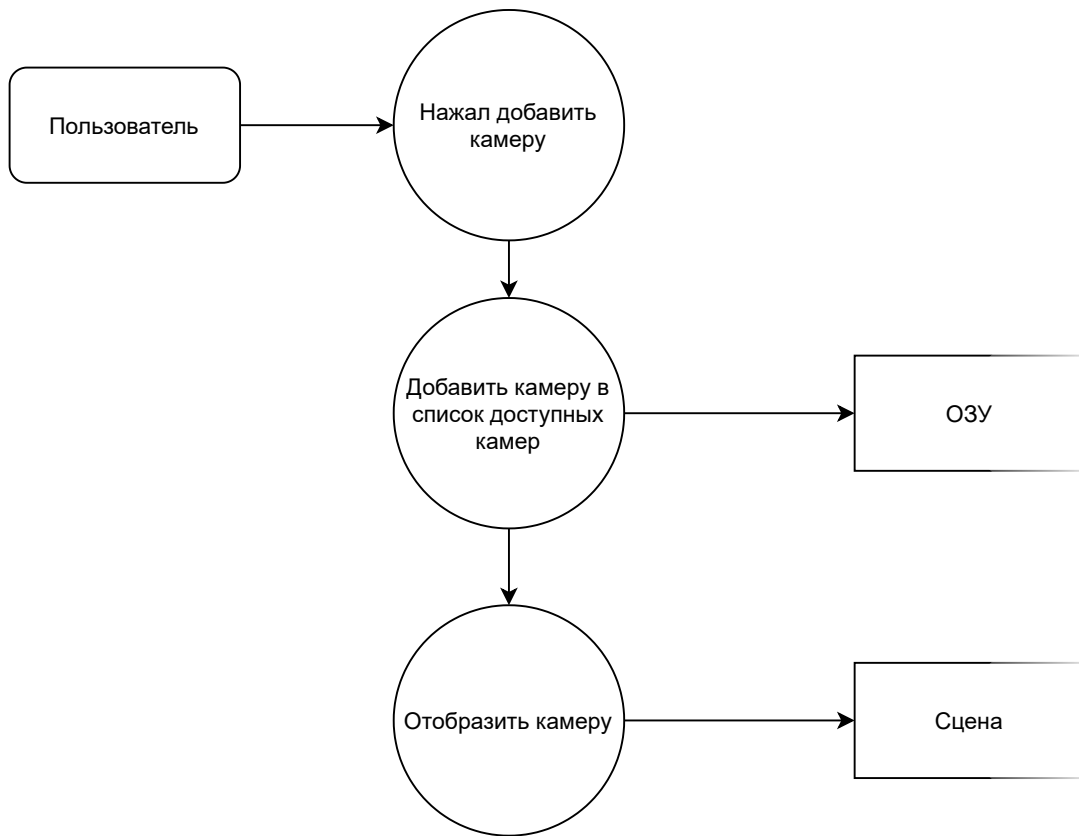 Пользователь
Нажал добавить
камеру
Добавить камеру в
список доступных
камер
ОЗУ
Отобразить камеру
Сцена